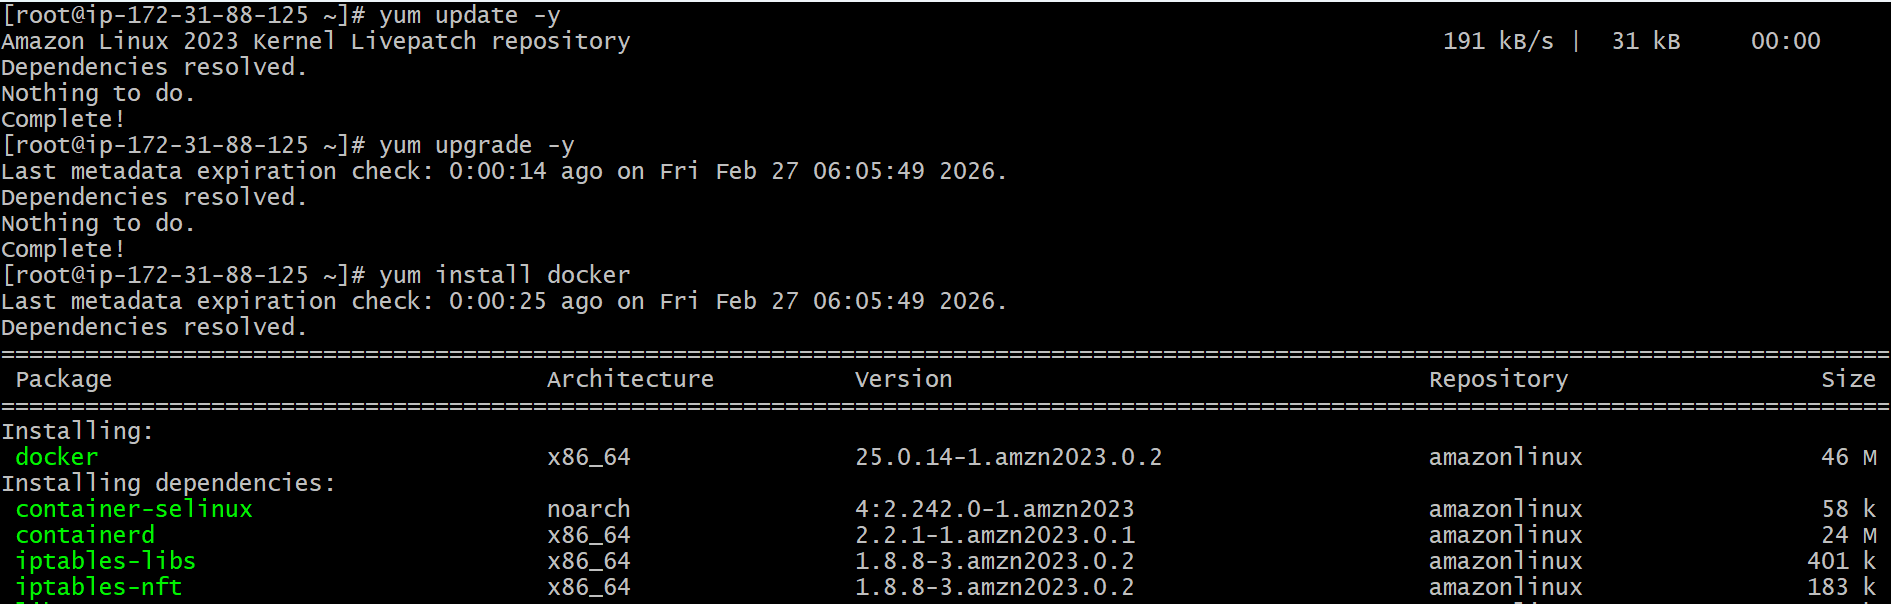 [root@ip-172-31-88-125 ~]# yum update -y
Amazon Linux 2023 Kernel Livepatch repository 191 kB/s | 31 kB 00:00
Dependencies resolved.
Nothing to do.
Complete!
[root@ip-172-31-88-125 ~]# yum upgrade -y
Last metadata expiration check: 0:00:14 ago on Fri Feb 27 06:05:49 2026.
Dependencies resolved.
Nothing to do.
Complete!
[root@ip-172-31-88-125 ~]# yum install docker
Last metadata expiration check: 0:00:25 ago on Fri Feb 27 06:05:49 2026.
Dependencies resolved.
Package Architecture Version Repository Size
Installing:
docker x86_64 25.0.14-1.amzn2023.0.2 amazonlinux 46 M
Installing dependencies:
container-selinux noarch 4:2.242.0-1.amzn2023 amazonlinux 58 k
containerd x86_64 2.2.1-1.amzn2023.0.1 amazonlinux 24 M
iptables-libs x86_64 1.8.8-3.amzn2023.0.2 amazonlinux 401 k
iptables-nft x86_64 1.8.8-3.amzn2023.0.2 amazonlinux 183 k